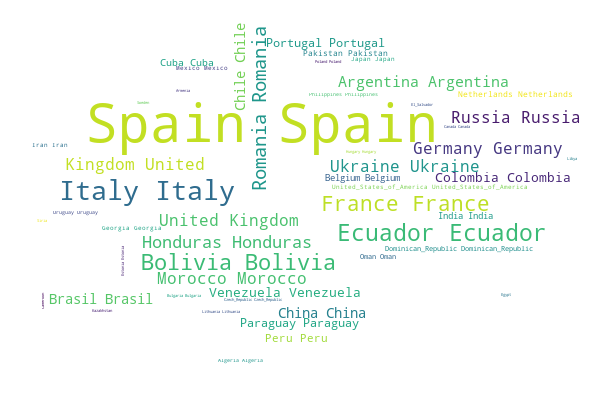 Chile Chile
Romania Romania
Portugal Portugal
Pakistan Pakistan
Cuba Cuba
Japan Japan
Poland Poland
Mexico Mexico
Argentina Argentina
Armenia
Philippines Philippines
Netherlands Netherlands
Sweden
El_Salvador
Spain Spain
Russia Russia
Canada Canada
Iran Iran
Germany Germany
Hungary Hungary
Kingdom United
Ukraine Ukraine
Libya
Belgium Belgium
Colombia Colombia
Italy Italy
United_States_of_America United_States_of_America
France France
Uruguay Uruguay
India India
United Kingdom
Georgia Georgia
Ecuador Ecuador
Honduras Honduras
Dominican_Republic Dominican_Republic
Oman Oman
Estonia Estonia
Bolivia Bolivia
Morocco Morocco
Venezuela Venezuela
Bulgaria Bulgaria
Egypt
Brasil Brasil
Cameroon
Czech_Republic Czech_Republic
Kazakhstan
Lithuania Lithuania
China China
Paraguay Paraguay
Peru Peru
Algeria Algeria